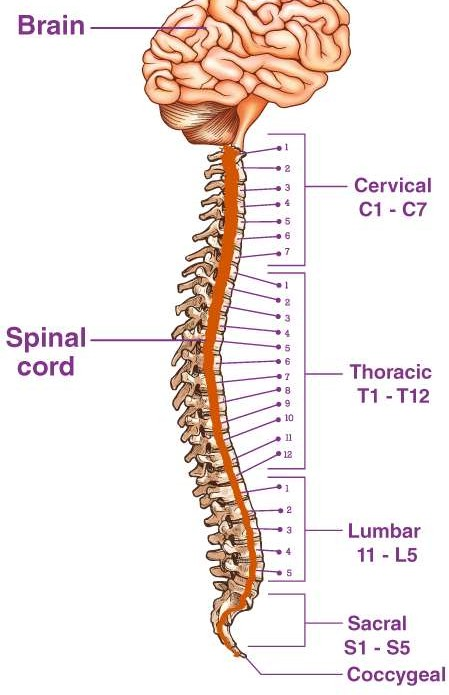 Brain
1
2
3
4
5
6
7
Cervical
C1 - C7
1
2
3
4
5
6
7
8
9
10
11
12
Spinal
cord
Thoracic
T1 - T12
1
2
3
4
5
Lumbar
11 - L5
Sacral
S1 - S5
Coccygeal